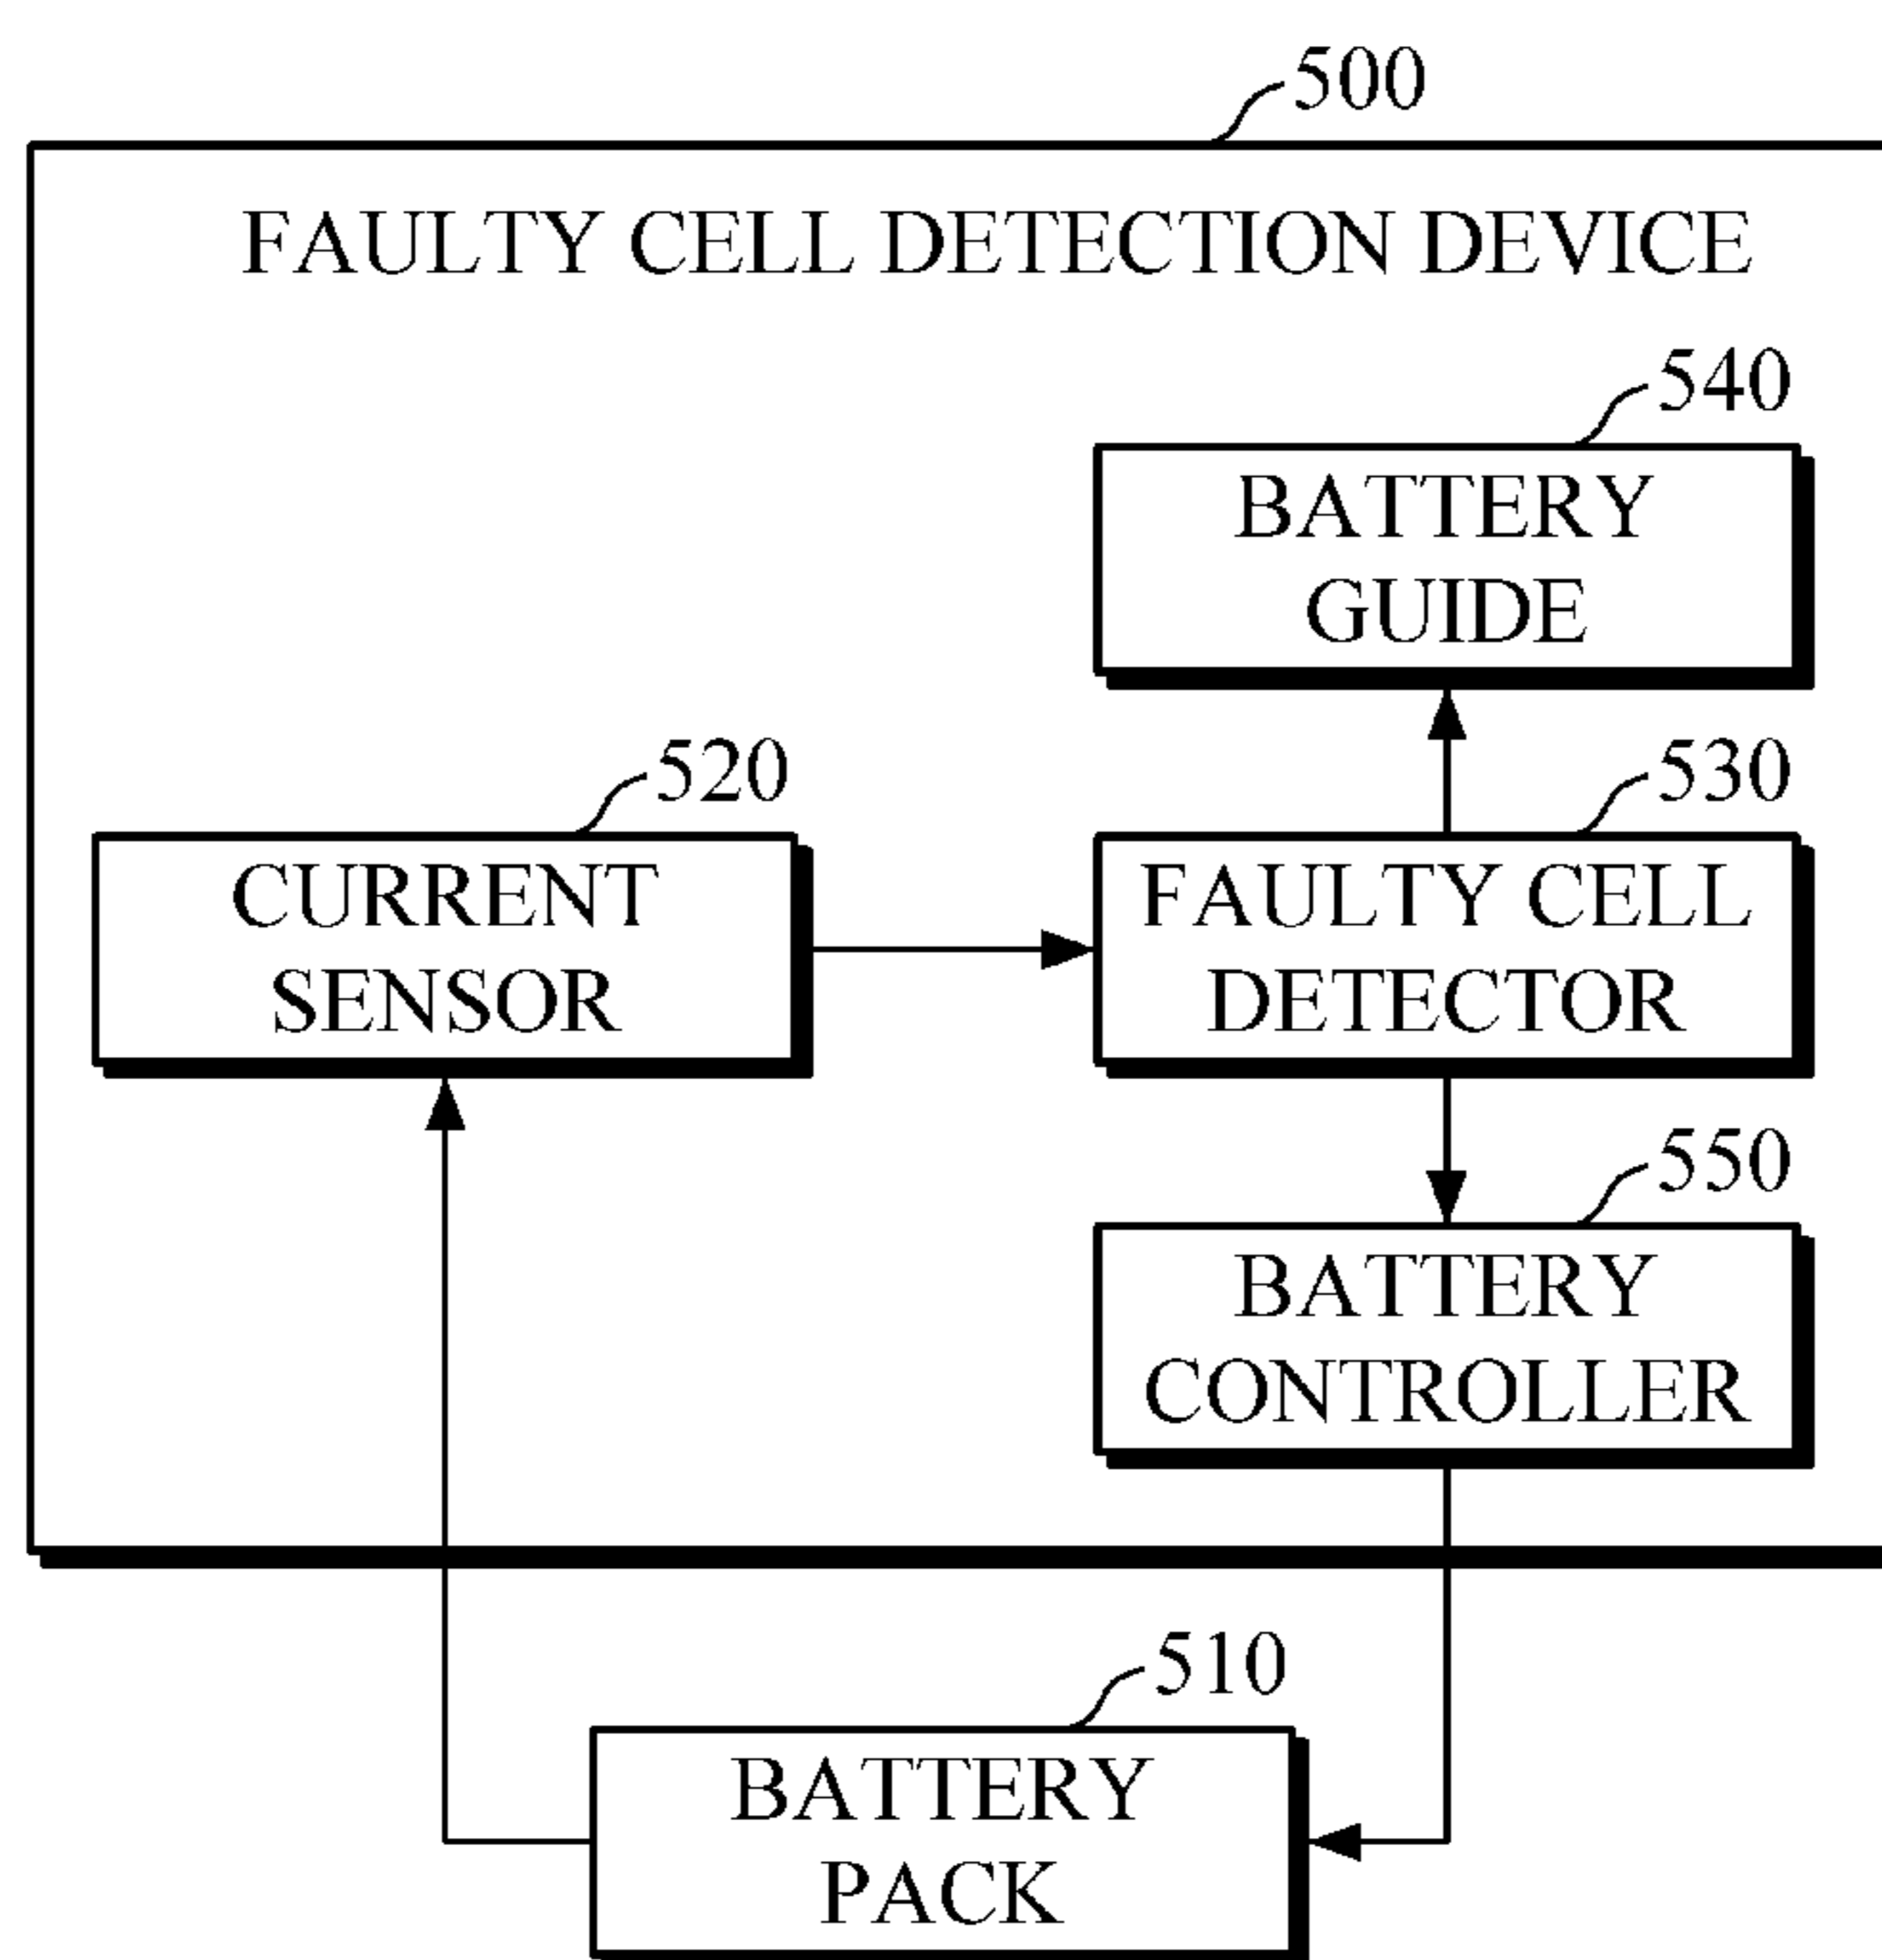 500
FAULTY CELL DETECTION DEVICE
540
BATTERY
GUIDE
520
530
CURRENT
SENSOR
FAULTY CELL
DETECTOR
550
BATTERY
CONTROLLER
510
BATTERY
PACK